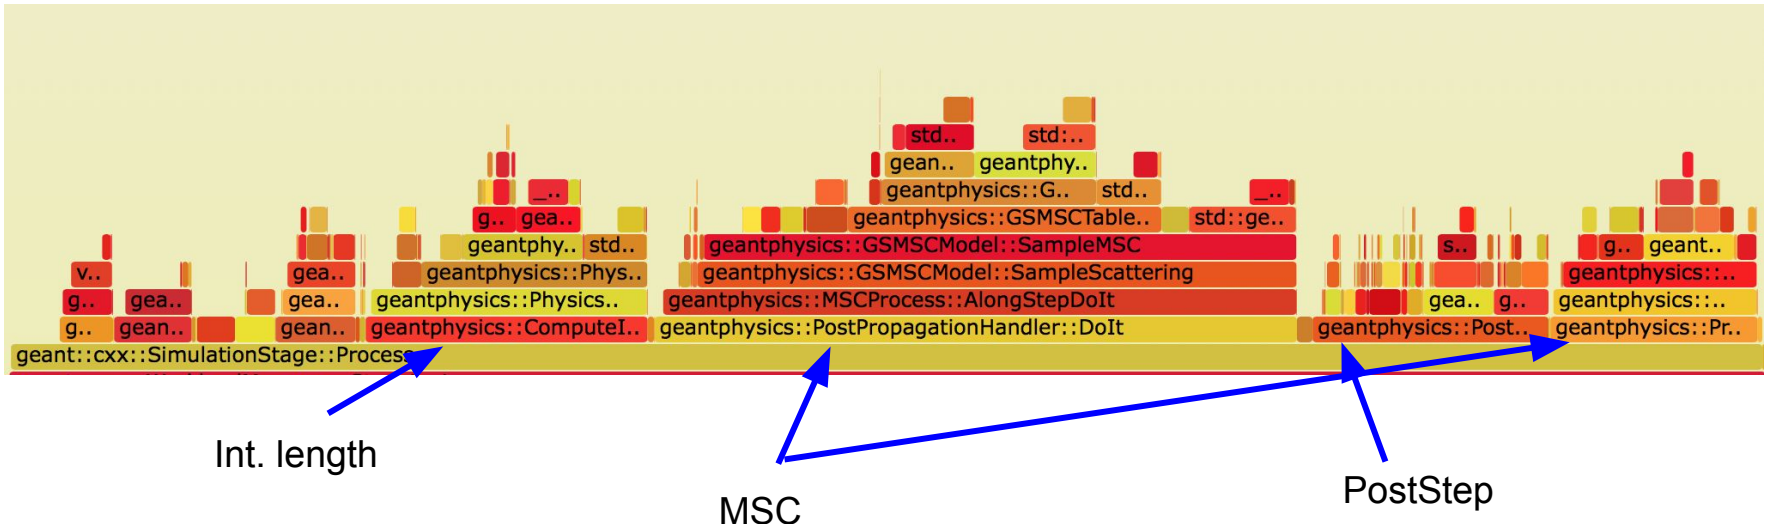 std..
std:..
gean..
geantphy..
_..
geantphysics::G..
std..
_..
g..
gea..
geantphysics::GSMSCTable..
std::ge..
geantphy..
std..
geantphysics::GSMSCModel::SampleMSC
s..
g..
geant..
v..
gea..
geantphysics::Phys..
geantphysics::GSMSCModel::SampleScattering
geantphysics::..
g..
gea..
gea..
geantphysics::Physics..
geantphysics::MSCProcess::AlongStepDoIt
gea..
g..
geantphysics::..
g..
gean..
gean..
geantphysics::ComputeI..
geantphysics::PostPropagationHandler::DoIt
geantphysics::Post..
geantphysics::Pr..
geant::cxx::SimulationStage::Process
Int. length
MSC
PostStep